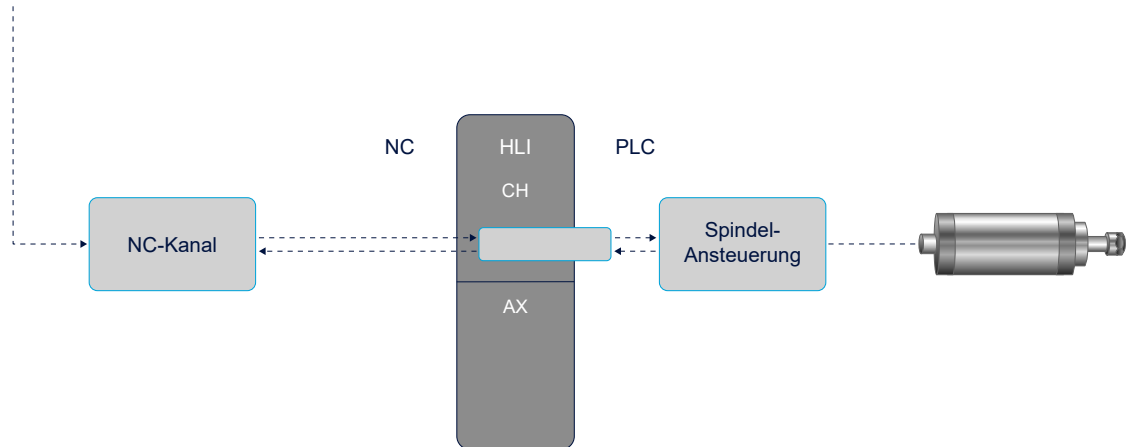 NC
HLI
PLC
CH
NC-Kanal
Spindel-
Ansteuerung
AX